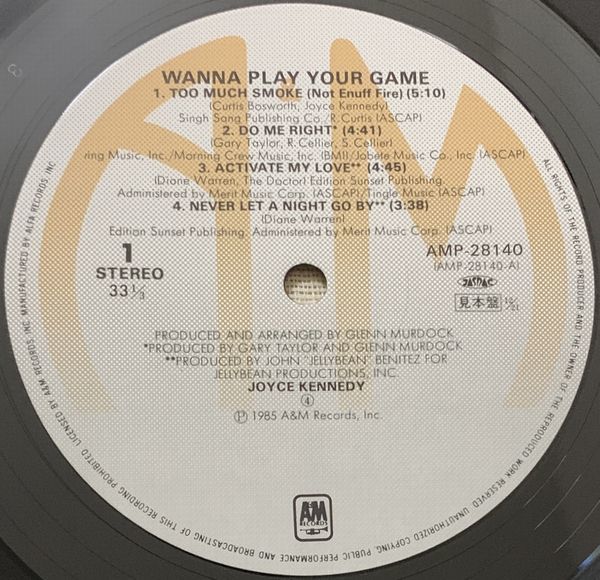 WANNA PLAY YOUR GAME
1. TOO MUCH SMOKE (Not Enuff Fire) (5:10)
(Curtis Bosworth, Joyce Kennedy)
Singh Song Publishing Co./R. Curtis (ASCAP)
2. DO ME RIGHT* (4:41)
(Gary Taylor, R. Cellier, S. Cellier)
ring Music, Inc./Morning Crew Music, Inc. (BMI)/Jobete Music Co., Inc. (ASCAP)
3. ACTIVATE MY LOVE** (4:45)
(Diane Warren, The Doctor) Edition Sunset Publishing.
Administered by Merit Music Corp. (ASCAP)/Tingle Music (ASCAP)
4. NEVER LET A NIGHT GO BY** (3:38)
(Diane Warren)
Edition Sunset Publishing. Administered by Merit Music Corp. (ASCAP)
1
STEREO
33 1/3
AMP-28140
(AMP-28140-A)
JASRAC
見本盤 12/21
PRODUCED AND ARRANGED BY GLENN MURDOCK
*PRODUCED BY GARY TAYLOR AND GLENN MURDOCK
**PRODUCED BY JOHN "JELLYBEAN" BENITEZ FOR
JELLYBEAN PRODUCTIONS, INC.
JOYCE KENNEDY
④
Ⓟ 1985 A&M Records, Inc.
A&M
RECORDS
MANUFACTURED BY ALFA RECORDS, INC.
LICENSED BY A&M RECORDS, INC.
ALL RIGHTS OF THE RECORD PRODUCER AND THE OWNER OF THE REPRODUCED WORK RESERVED. UNAUTHORIZED COPYING, PUBLIC PERFORMANCE AND BROADCASTING OF THIS RECORDING PROHIBITED